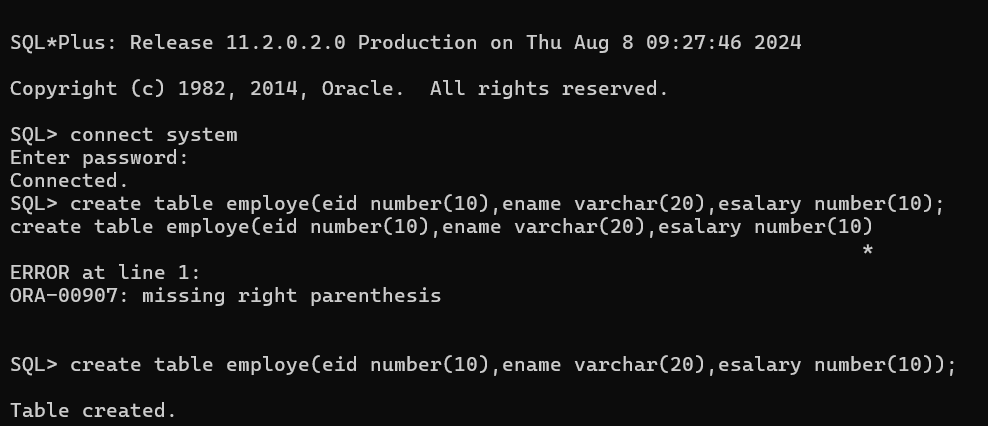 SQL*Plus: Release 11.2.0.2.0 Production on Thu Aug 8 09:27:46 2024
Copyright (c) 1982, 2014, Oracle.  All rights reserved.
SQL> connect system
Enter password:
Connected.
SQL> create table employe(eid number(10),ename varchar(20),esalary number(10);
create table employe(eid number(10),ename varchar(20),esalary number(10)
*
ERROR at line 1:
ORA-00907: missing right parenthesis
SQL> create table employe(eid number(10),ename varchar(20),esalary number(10));
Table created.